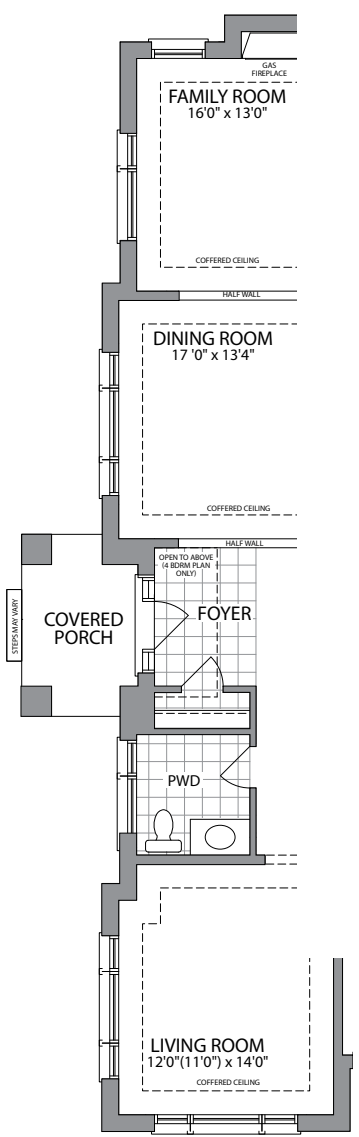 GAS
FIREPLACE
FAMILY ROOM
16'0" x 13'0"
COFFERED CEILING
HALF WALL
DINING ROOM
17 '0" x 13'4"
COFFERED CEILING
HALF WALL
OPEN TO ABOVE
(4 BDRM PLAN
ONLY)
FOYER
COVERED
PORCH
STEPS MAY VARY
PWD
LIVING ROOM
12'0"(11'0") x 14'0"
COFFERED CEILING